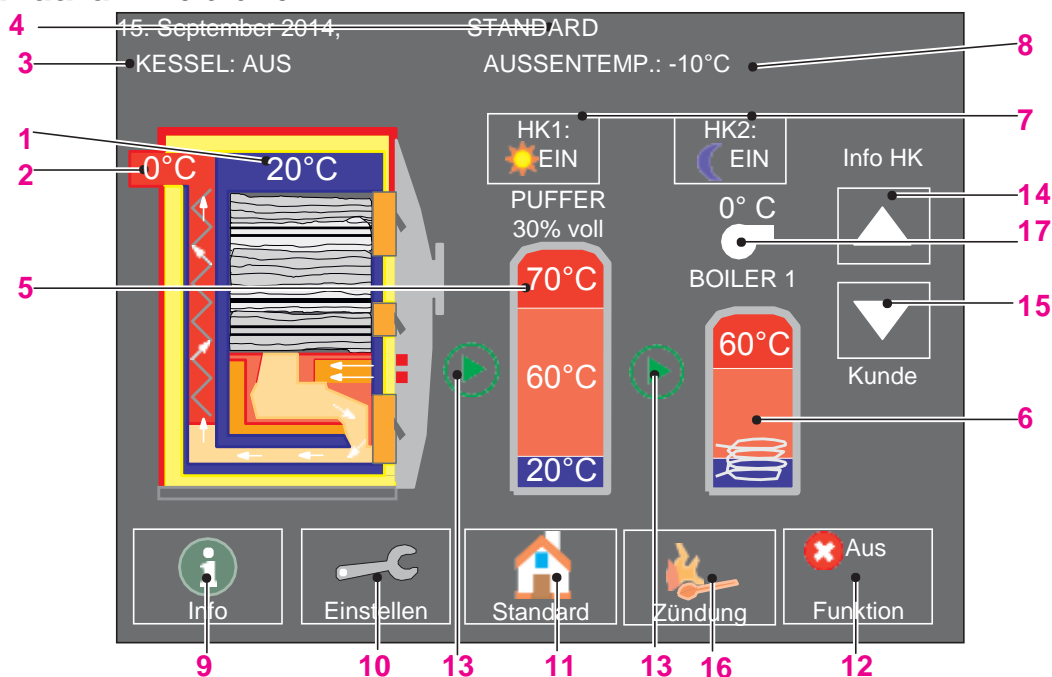 4
15. September 2014,
STANDARD
8
3
KESSEL: AUS
AUSSENTEMP.: -10°C
7
1
HK1:
EIN
HK2:
EIN
Info HK
2
0°C
20°C
14
PUFFER
30% voll
0° C
17
5
70°C
BOILER 1
15
60°C
60°C
Kunde
6
20°C
Info
Einstellen
Standard
Zündung
Aus
Funktion
9
10
13
11
13
16
12